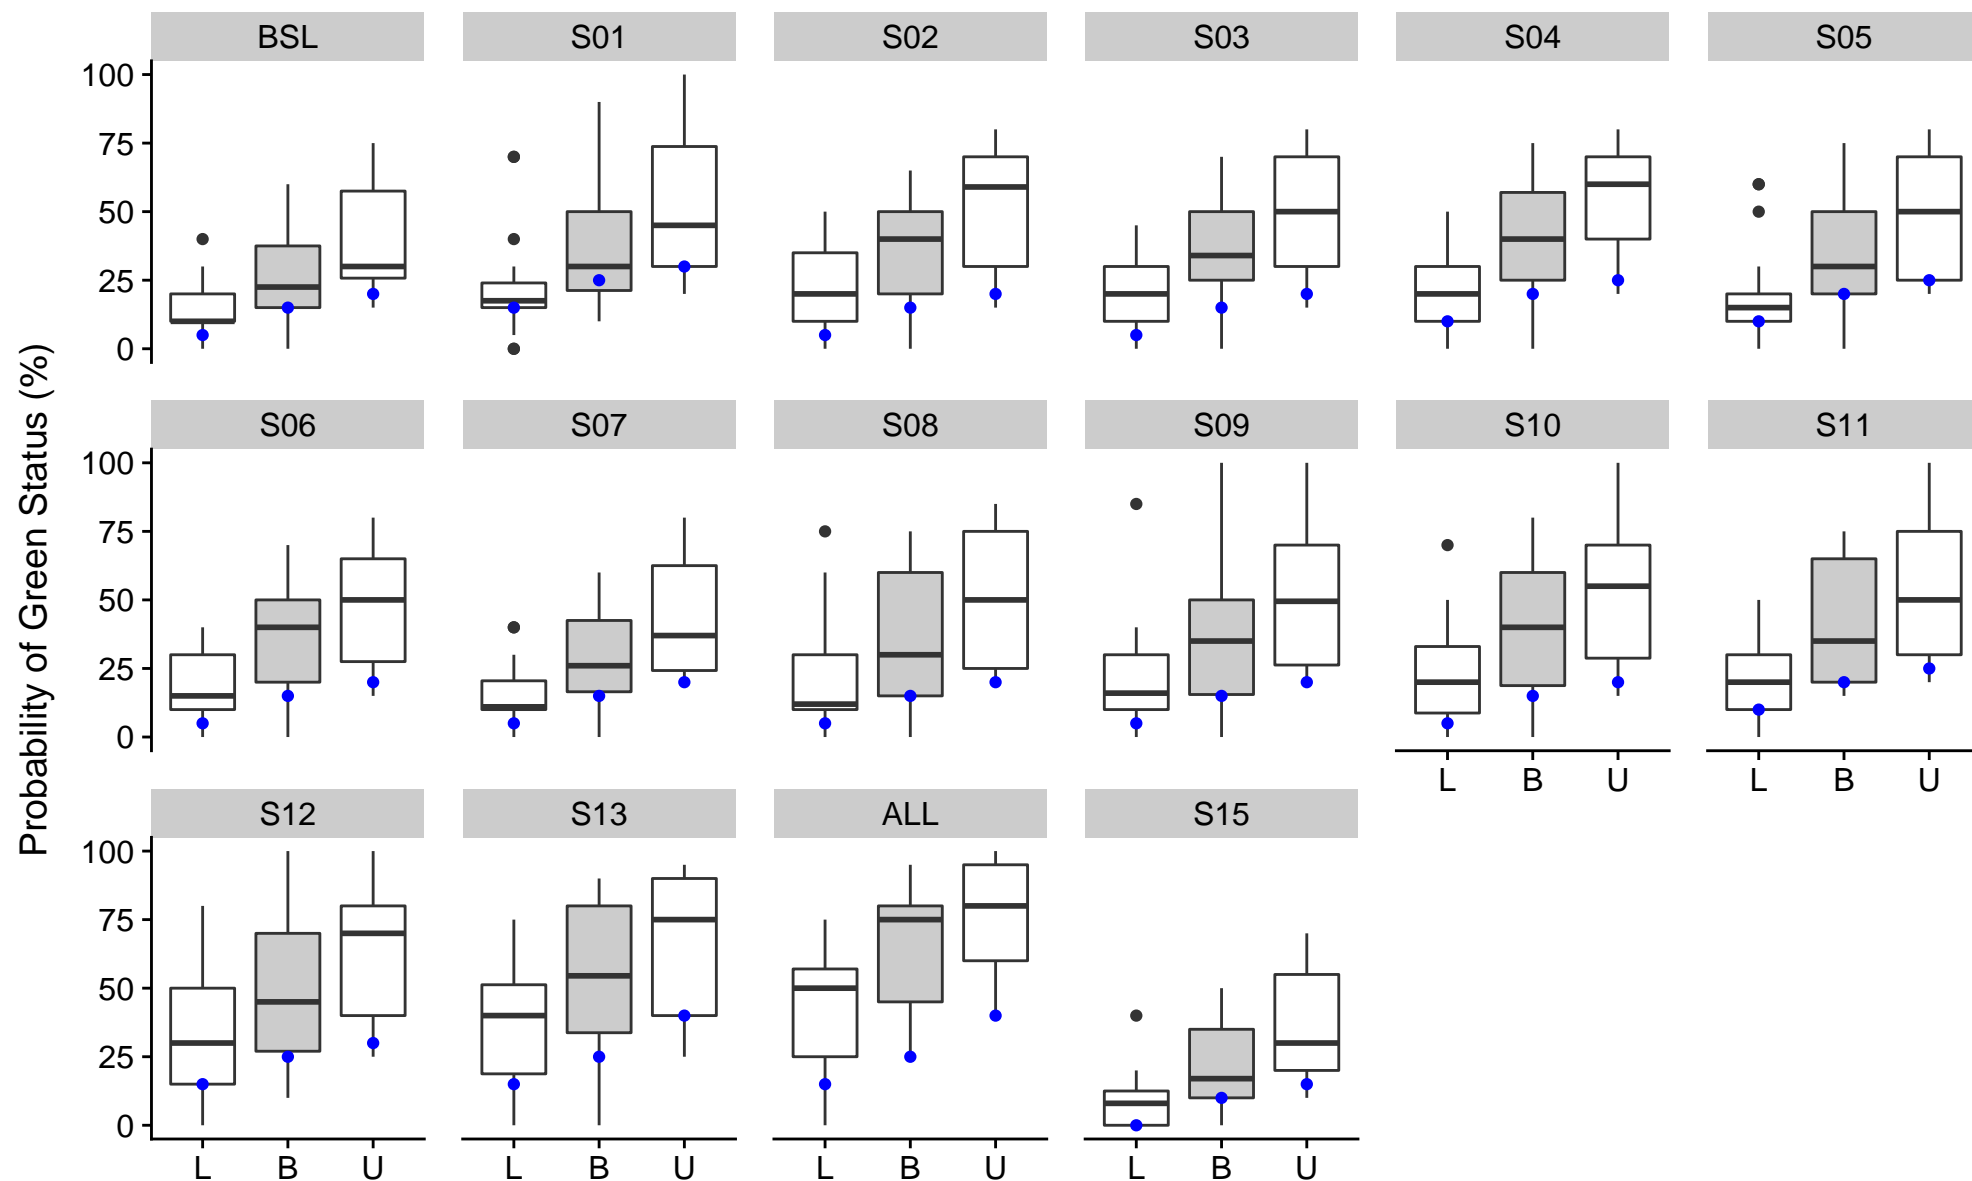 BSL S01 S02 S03 S04 S05
100
75
50
25
0
S06 S07 S08 S09 S10 S11
100
75
50
25
0
L B U L B U
S12 S13 ALL S15
100
75
50
25
0
L B U L B U L B U L B U
Probability of Green Status (%)